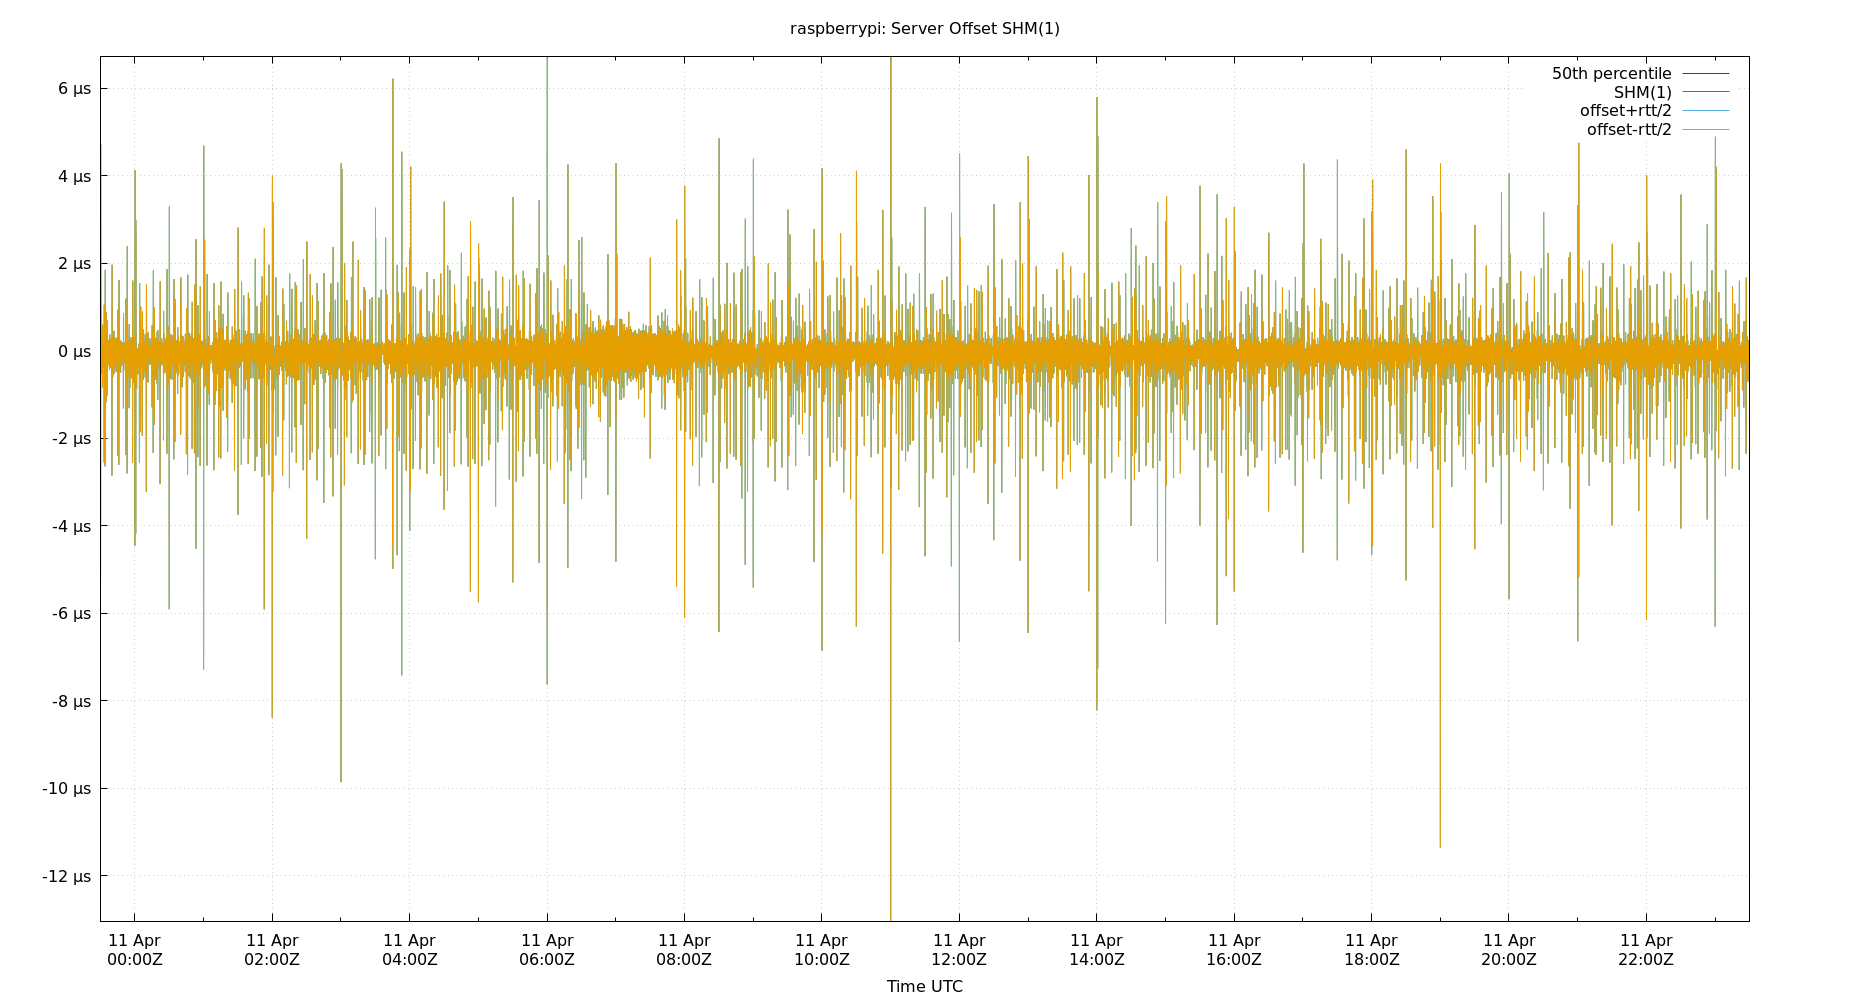 raspberrypi: Server Offset SHM(1)
50th percentile
SHM(1)
offset+rtt/2
offset-rtt/2
6 µs
4 µs
2 µs
0 µs
-2 µs
-4 µs
-6 µs
-8 µs
-10 µs
-12 µs
11 Apr 11 Apr 11 Apr 11 Apr 11 Apr 11 Apr 11 Apr 11 Apr 11 Apr 11 Apr 11 Apr 11 Apr
00:00Z 02:00Z 04:00Z 06:00Z 08:00Z 10:00Z 12:00Z 14:00Z 16:00Z 18:00Z 20:00Z 22:00Z
Time UTC